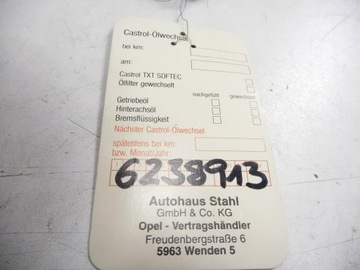 Castrol-Ölwechsel
bei km:
am:
Castrol TXT SOFTEC
Ölfilter gewechselt
nachgefüllt gewechselt
Getriebeöl
Hinterachsöl
Bremsflüssigkeit
Nächster Castrol-Ölwechsel
spätestens bei km:
bzw. Monat/Jahr:
6238913
Autohaus Stahl
GmbH & Co. KG
Opel - Vertragshändler
Freudenbergstraße 6
5963 Wenden 5